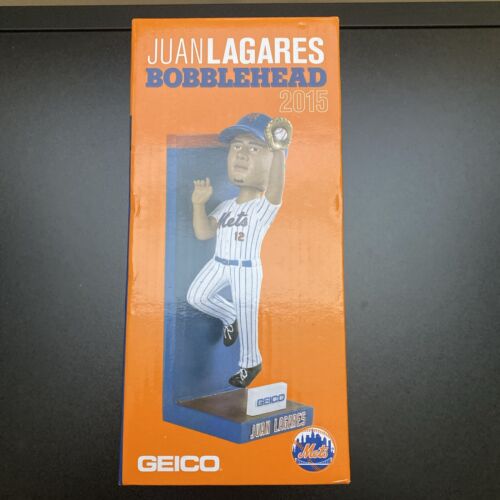 JUAN LAGARES
BOBBLEHEAD
2015
Mets
12
GEICO
JUAN LAGARES
GEICO
Mets